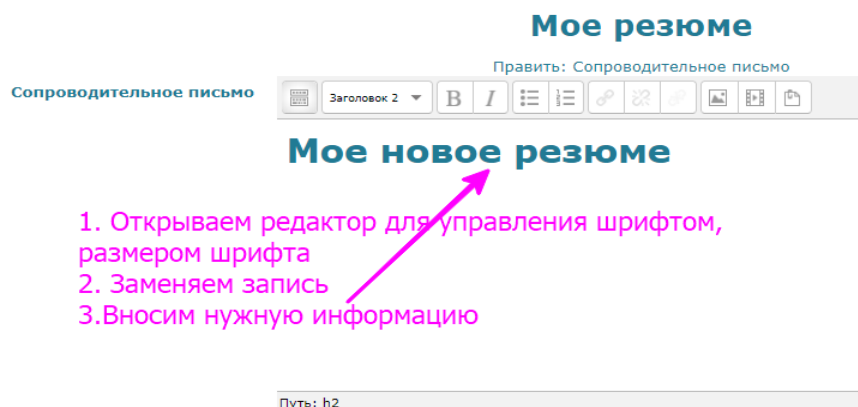 Мое резюме
Править: Сопроводительное письмо
Сопроводительное письмо
Заголовок 2
B I
Мое новое резюме
1. Открываем редактор для управления шрифтом,
размером шрифта
2. Заменяем запись
3.Вносим нужную информацию
Путь: h2